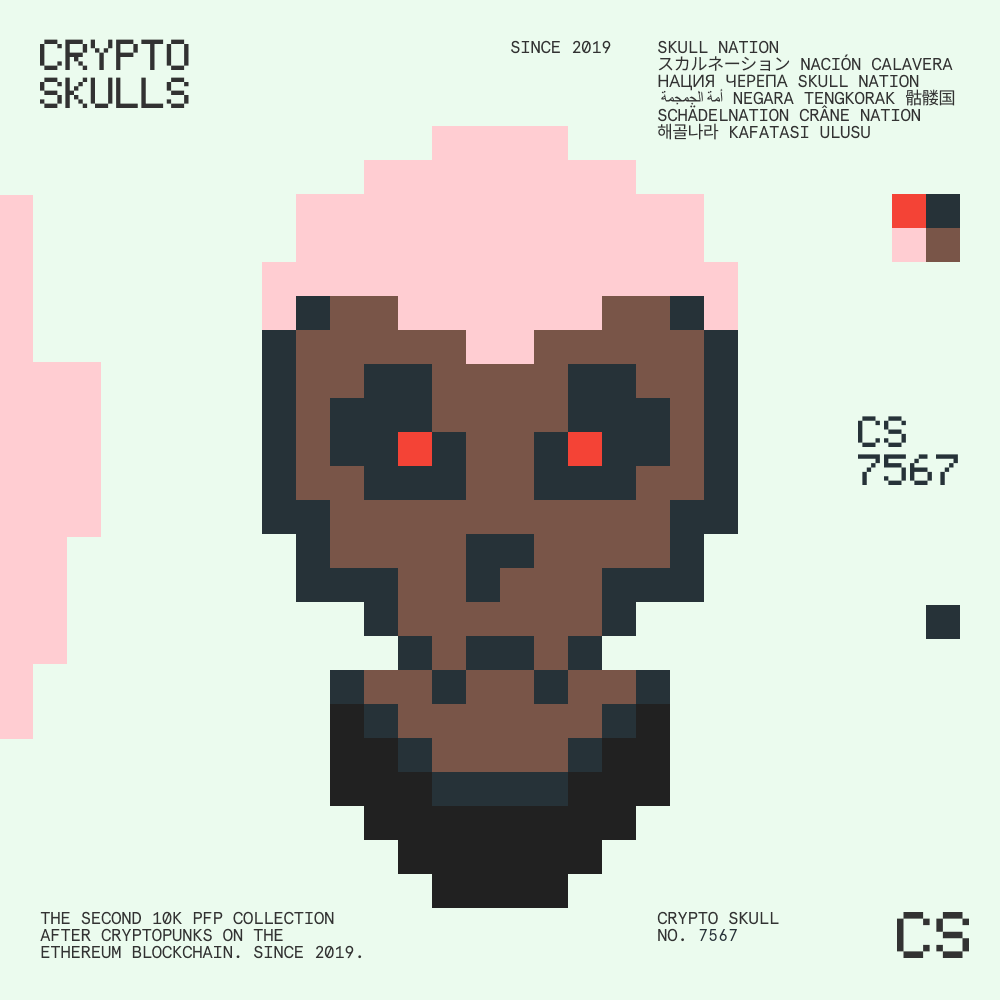 CRYPTO
SKULLS
SINCE 2019
SKULL NATION
スカルネーション NACIÓN CALAVERA
НАЦИЯ ЧЕРЕПА SKULL NATION
أمة الجمجمة NEGARA TENGKORAK 骷髅国
SCHÄDELNATION CRÂNE NATION
해골나라 KAFATASI ULUSU
CS
7567
THE SECOND 10K PFP COLLECTION
AFTER CRYPTOPUNKS ON THE
ETHEREUM BLOCKCHAIN. SINCE 2019.
CRYPTO SKULL
NO. 7567
CS